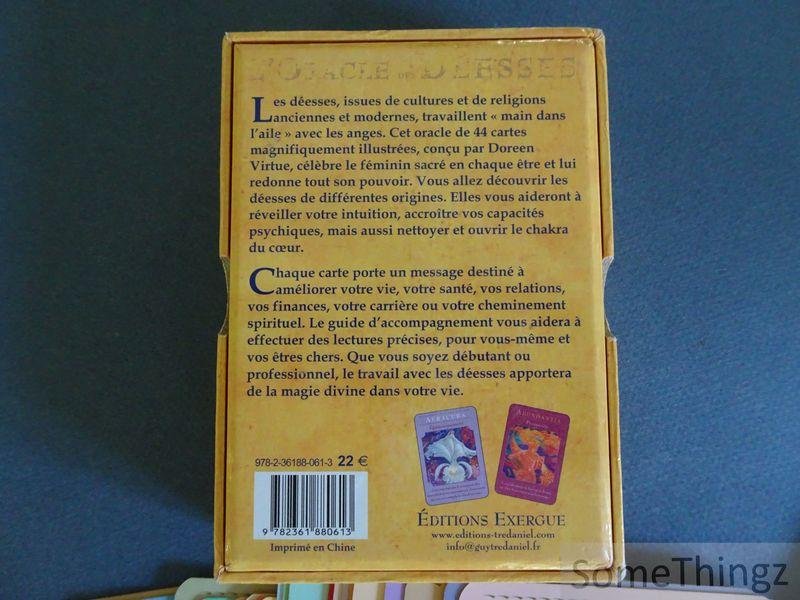 L'ORACLE DES DÉESSES
Les déesses, issues de cultures et de religions
anciennes et modernes, travaillent « main dans
l'aile » avec les anges. Cet oracle de 44 cartes
magnifiquement illustrées, conçu par Doreen
Virtue, célèbre le féminin sacré en chaque être et lui
redonne tout son pouvoir. Vous allez découvrir les
déesses de différentes origines. Elles vous aideront à
réveiller votre intuition, accroître vos capacités
psychiques, mais aussi nettoyer et ouvrir le chakra
du cœur.
Chaque carte porte un message destiné à
améliorer votre vie, votre santé, vos relations,
vos finances, votre carrière ou votre cheminement
spirituel. Le guide d'accompagnement vous aidera à
effectuer des lectures précises, pour vous-même et
vos êtres chers. Que vous soyez débutant ou
professionnel, le travail avec les déesses apportera
de la magie divine dans votre vie.
AERACURA
ABUNDANTIA
Prospérité
978-2-36188-061-3 22 €
9 782361 880613
Imprimé en Chine
ÉDITIONS EXERGUE
www.editions-tredaniel.com
info@guytredaniel.fr
SomeThingz